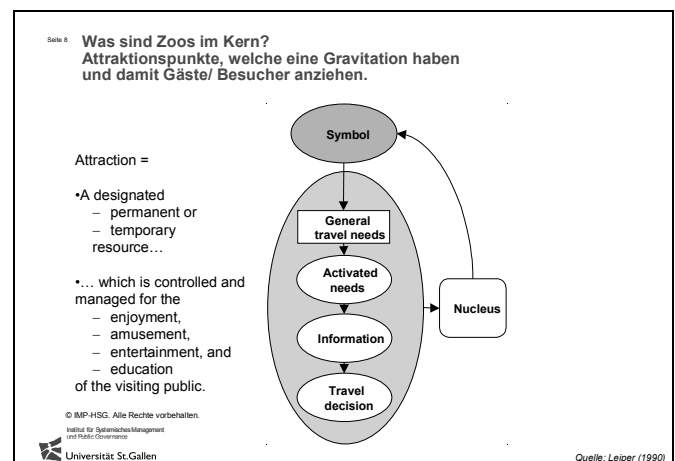 Seite 8
Was sind Zoos im Kern?
Attraktionspunkte, welche eine Gravitation haben
und damit Gäste/ Besucher anziehen.
Attraction =
•A designated
– permanent or
– temporary
resource…
•… which is controlled and
managed for the
– enjoyment,
– amusement,
– entertainment, and
– education
of the visiting public.
Symbol
General
travel needs
Activated
needs
Information
Travel
decision
Nucleus
© IMP-HSG. Alle Rechte vorbehalten.
Institut für Systemisches Management
und Public Governance
Universität St.Gallen
Quelle: Leiper (1990)